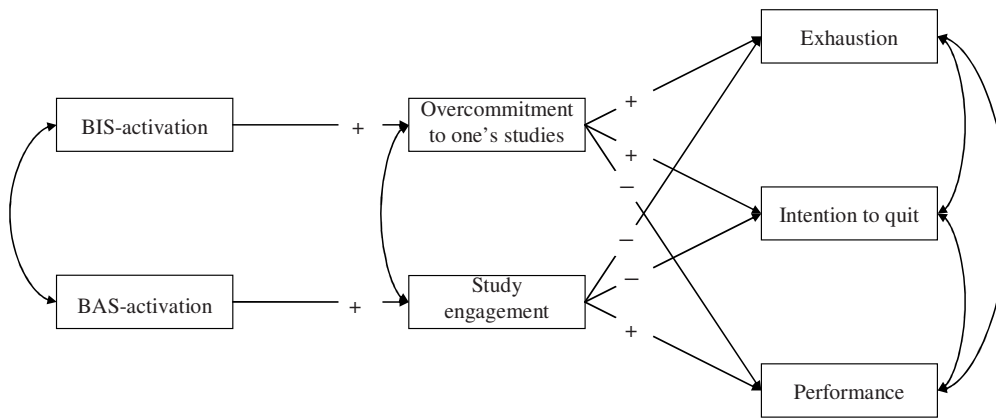 Exhaustion
+
Overcommitment
to one's studies
BIS-activation
+
+
−
Intention to quit
−
Study
engagement
−
BAS-activation
+
+
Performance